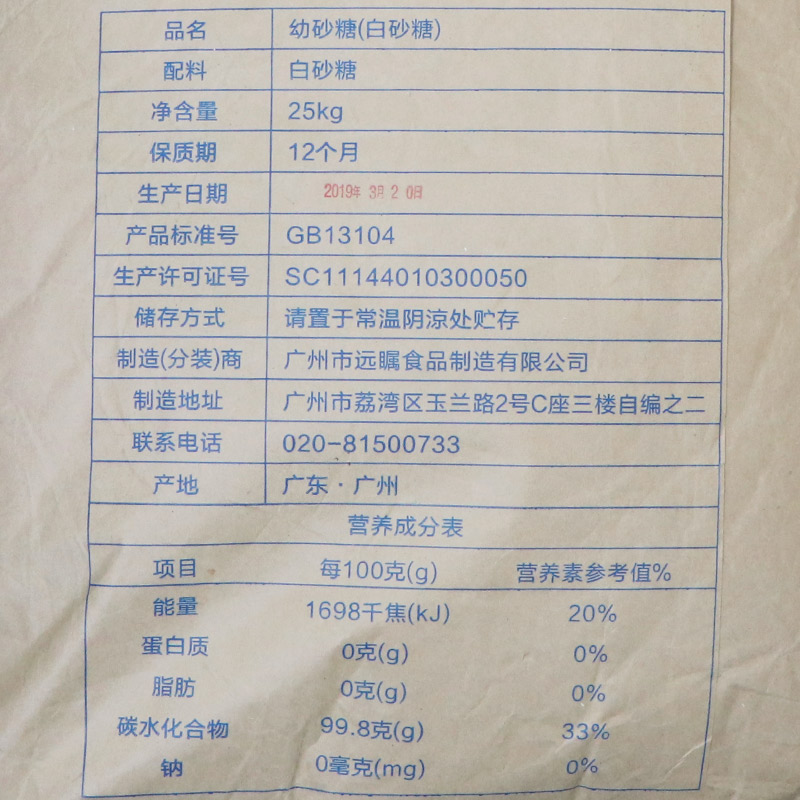 品名 幼砂糖(白砂糖)
配料 白砂糖
净含量 25kg
保质期 12个月
生产日期 2019年 3月 2 0日
产品标准号 GB13104
生产许可证号 SC11144010300050
储存方式 请置于常温阴凉处贮存
制造(分装)商 广州市远瞩食品制造有限公司
制造地址 广州市荔湾区玉兰路2号C座三楼自编之二
联系电话 020-81500733
产地 广东·广州
营养成分表
项目 每100克(g) 营养素参考值%
能量 1698千焦(kJ) 20%
蛋白质 0克(g) 0%
脂肪 0克(g) 0%
碳水化合物 99.8克(g) 33%
钠 0毫克(mg) 0%